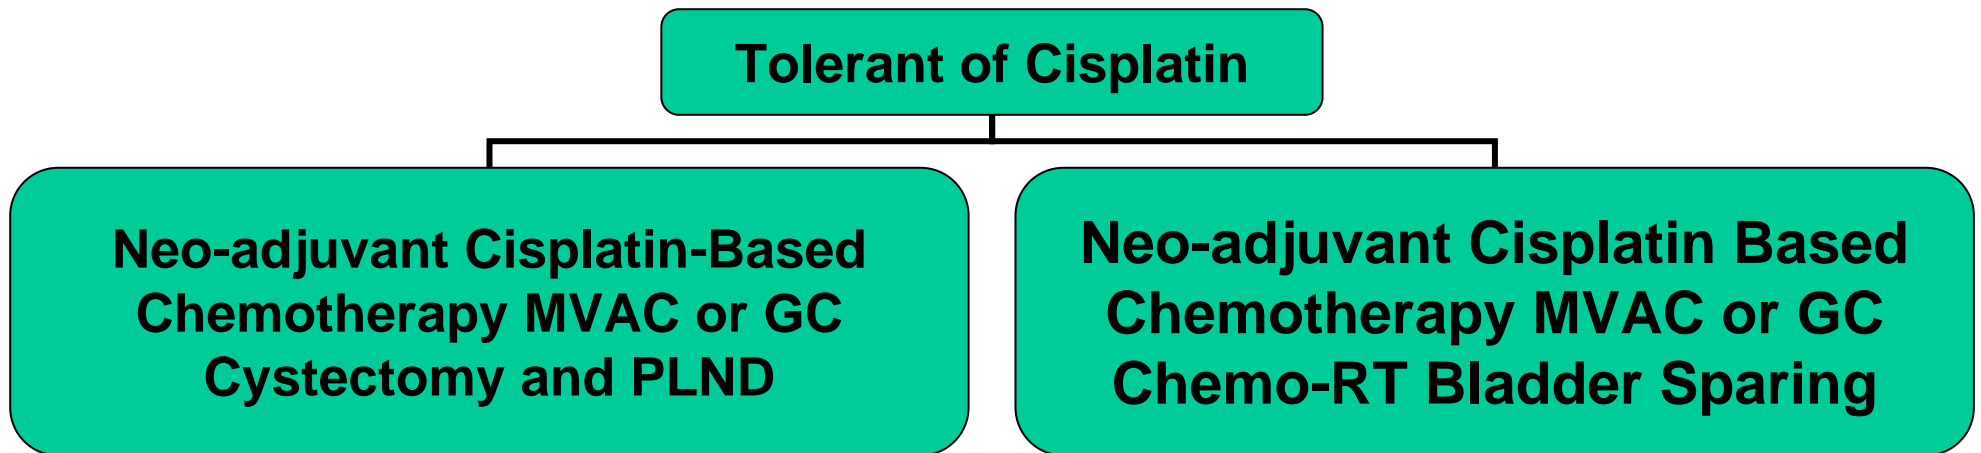 Tolerant of Cisplatin
Neo-adjuvant Cisplatin-Based
Chemotherapy MVAC or GC
Cystectomy and PLND
Neo-adjuvant Cisplatin Based
Chemotherapy MVAC or GC
Chemo-RT Bladder Sparing